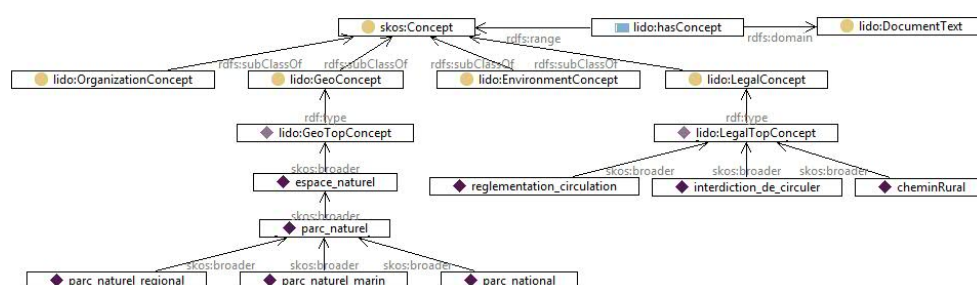 skos:Concept
lido:hasConcept
lido:DocumentText
rdfs:range
rdfs:domain
rdfs:subClassOf
rdfs:subClassOf
rdfs:subClassOf
rdfs:subClassOf
lido:OrganizationConcept
lido:GeoConcept
lido:EnvironmentConcept
lido:LegalConcept
rdf:type
rdf:type
lido:GeoTopConcept
lido:LegalTopConcept
skos:broader
skos:broader
skos:broader
skos:broader
espace_naturel
reglementation_circulation
interdiction_de_circuler
cheminRural
skos:broader
parc_naturel
skos:broader
skos:broader
skos:broader
parc_naturel_regional
parc_naturel_marin
parc_national